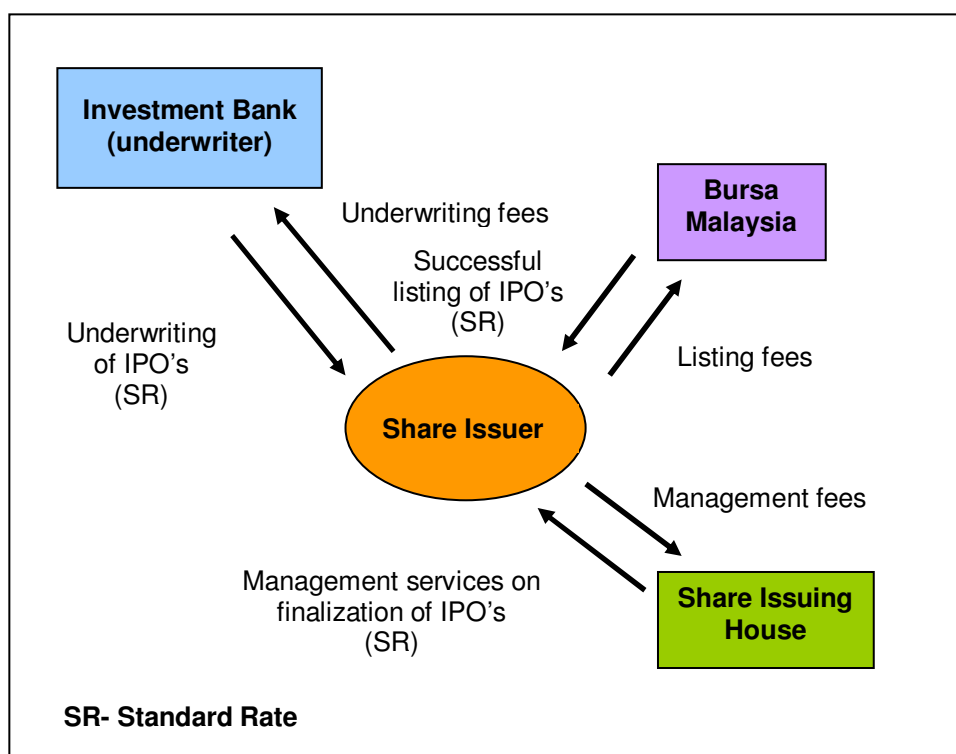 Investment Bank
(underwriter)
Bursa
Malaysia
Underwriting fees
Successful
listing of IPO’s
(SR)
Underwriting
of IPO’s
(SR)
Listing fees
Share Issuer
Management fees
Management services on
finalization of IPO’s
(SR)
Share Issuing
House
SR- Standard Rate